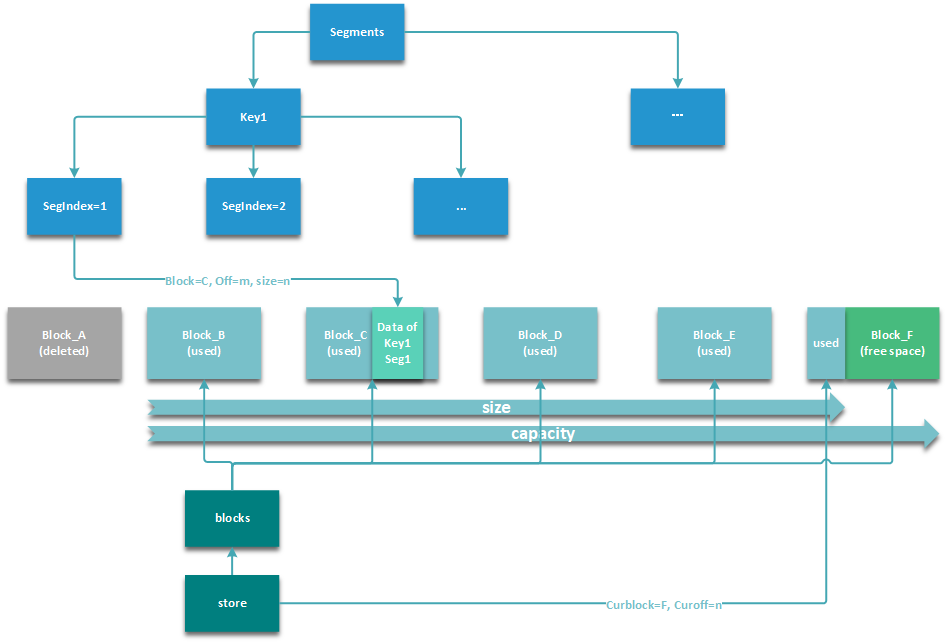 Segments
Key1
---
SegIndex=1
SegIndex=2
...
Block=C, Off=m, size=n
Block_A
(deleted)
Block_B
(used)
Block_C
(used)
Data of
Key1
Seg1
Block_D
(used)
Block_E
(used)
used
Block_F
(free space)
size
capacity
blocks
store
Curblock=F, Curoff=n